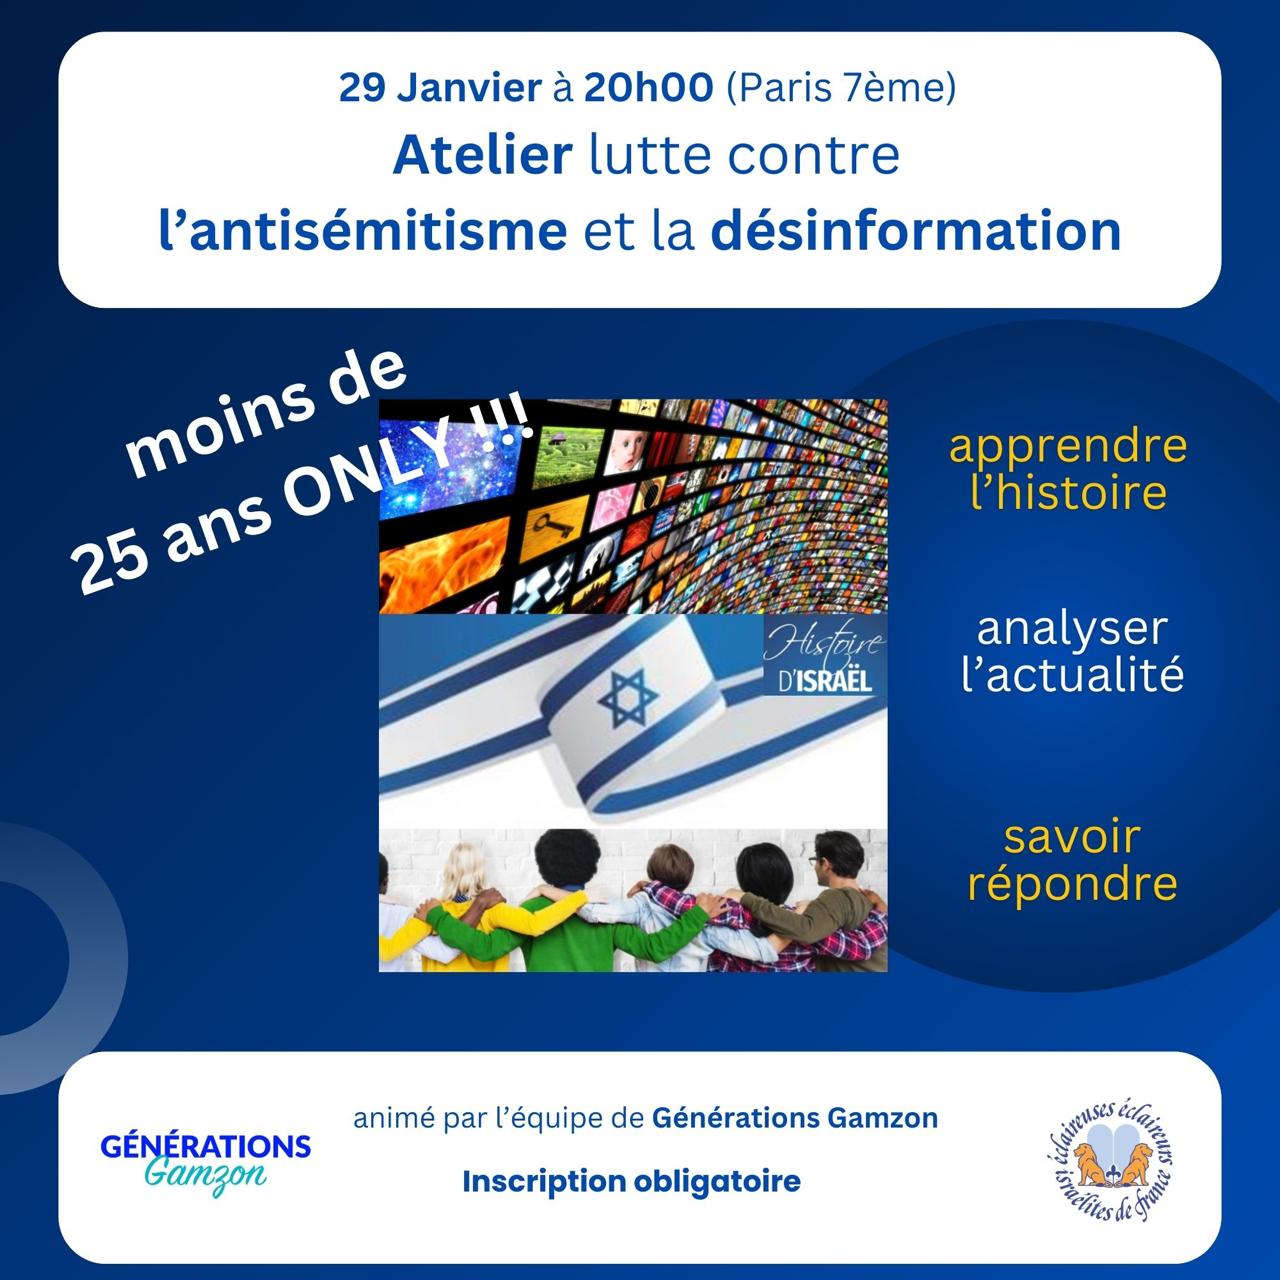 29 Janvier à 20h00 (Paris 7ème)
Atelier lutte contre
l’antisémitisme et la désinformation
moins de
25 ans ONLY !!!
apprendre
l’histoire
Histoire
D’ISRAËL
analyser
l’actualité
savoir
répondre
animé par l’équipe de Générations Gamzon
GÉNÉRATIONS
Gamzon
Inscription obligatoire
éclaireuses éclaireurs
israélites de france